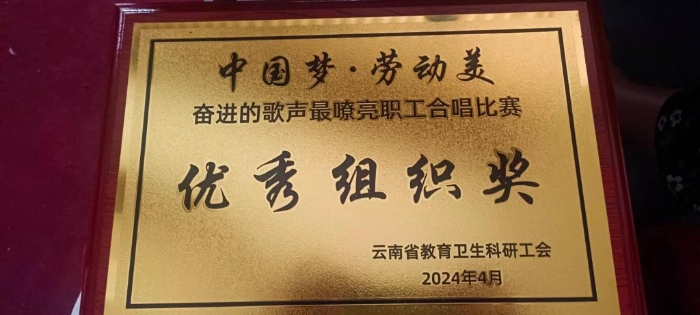 中国梦·劳动美
奋进的歌声最嘹亮职工合唱比赛
优秀组织奖
云南省教育卫生科研工会
2024年4月